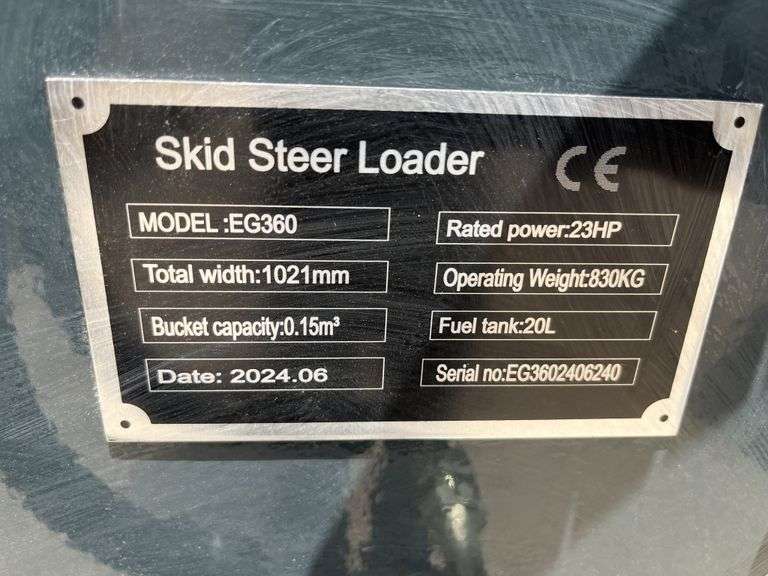 Skid Steer Loader CE
MODEL :EG360
Rated power:23HP
Total width:1021mm
Operating Weight:830KG
Bucket capacity:0.15m³
Fuel tank:20L
Date: 2024.06
Serial no:EG3602406240